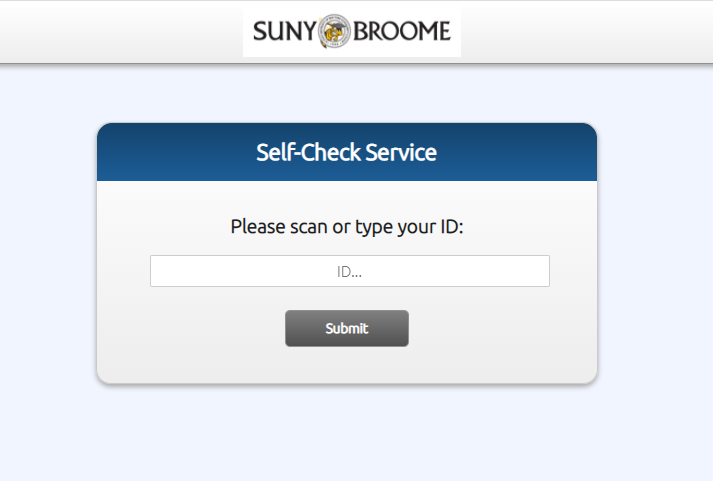 SUNY BROOME
Self-Check Service
Please scan or type your ID:
ID...
Submit